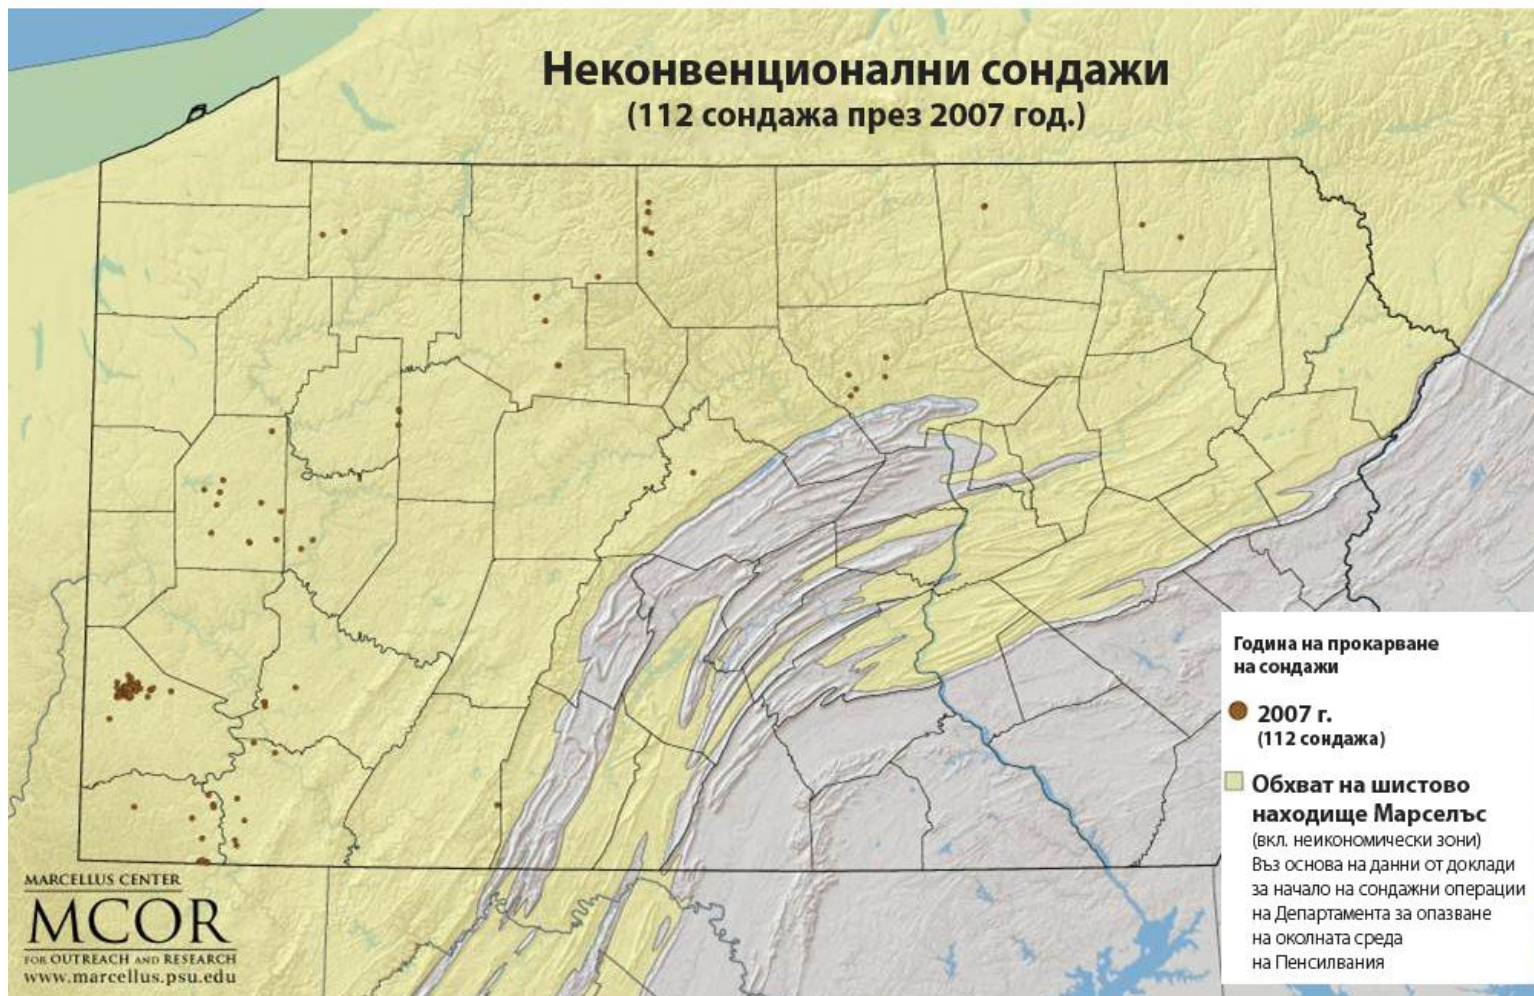 Неконвенционални сондажи
(112 сондажа през 2007 год.)
Година на прокарване
на сондажи
2007 г.
(112 сондажа)
Обхват на шистово
находище Марселъс
(вкл. неикономически зони)
Въз основа на данни от доклади
за начало на сондажни операции
на Департамента за опазване
на околната среда
на Пенсилвания
MARCELLUS CENTER
MCOR
FOR OUTREACH AND RESEARCH
www.marcellus.psu.edu